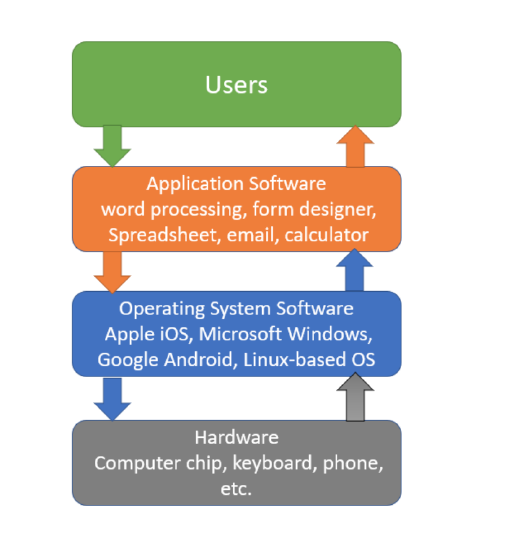 Users
Application Software
word processing, form designer,
Spreadsheet, email, calculator
Operating System Software
Apple iOS, Microsoft Windows,
Google Android, Linux-based OS
Hardware
Computer chip, keyboard, phone,
etc.